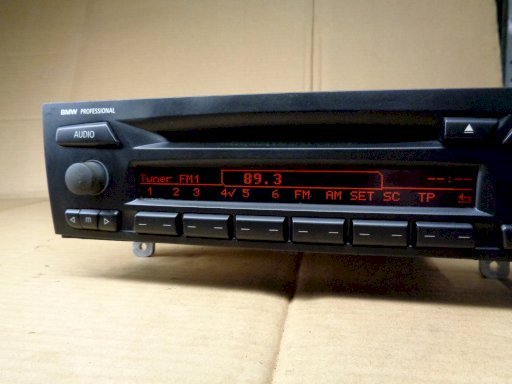 BMW PROFESSIONAL
AUDIO
Tuner FM1 89.3 --:--
1 2 3 4✓ 5 6 FM AM SET SC TP
m